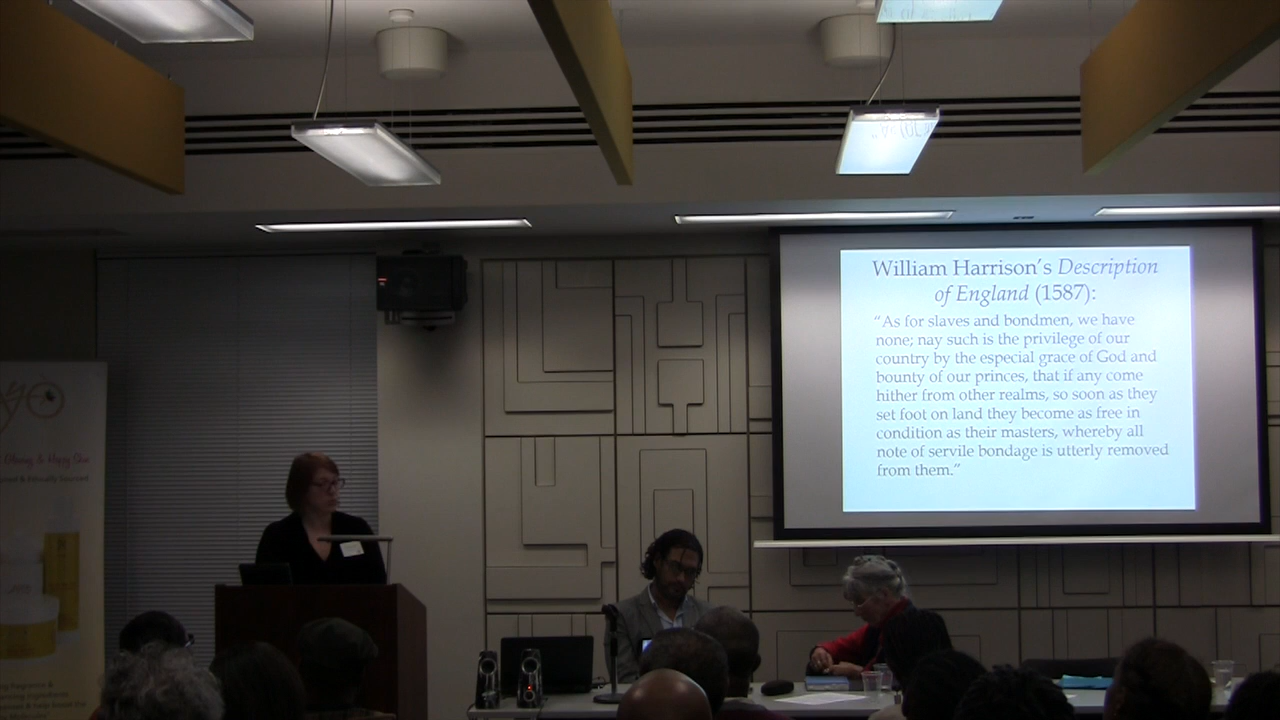 William Harrison's Description
of England (1587):
“As for slaves and bondmen, we have
none; nay such is the privilege of our
country by the especial grace of God and
bounty of our princes, that if any come
hither from other realms, so soon as they
set foot on land they become as free in
condition as their masters, whereby all
note of servile bondage is utterly removed
from them.”
& Ethically Sourced